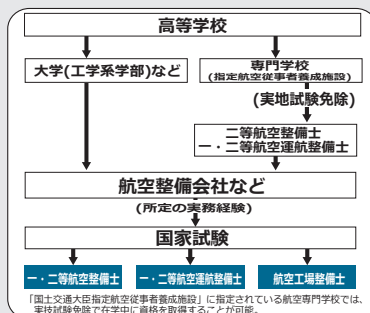 高等学校
大学(工学系学部)など
専門学校
(指定航空従事者養成施設)
(実地試験免除)
二等航空整備士
一・二等航空運航整備士
航空整備会社など
(所定の実務経験)
国家試験
一・二等航空整備士
一・二等航空運航整備士
航空工場整備士
「国土交通大臣指定航空従事者養成施設」に指定されている航空専門学校では、
実技試験免除で在学中に資格を取得することが可能。